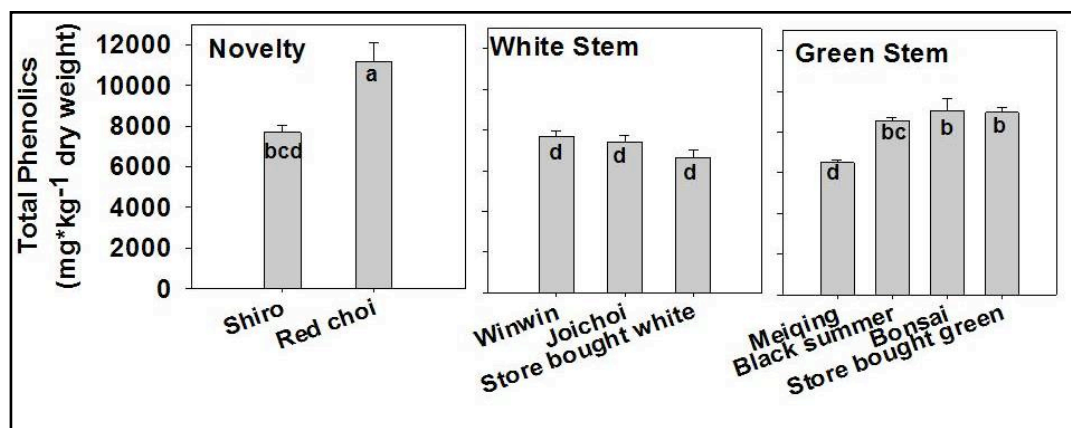 Total Phenolics
(mg*kg⁻¹ dry weight)
12000
10000
8000
6000
4000
2000
0
Novelty
bcd
a
Shiro
Red choi
White Stem
d
d
d
Winwin
Joichoi
Store bought white
Green Stem
d
bc
b
b
Meiqing
Black summer
Bonsai
Store bought green